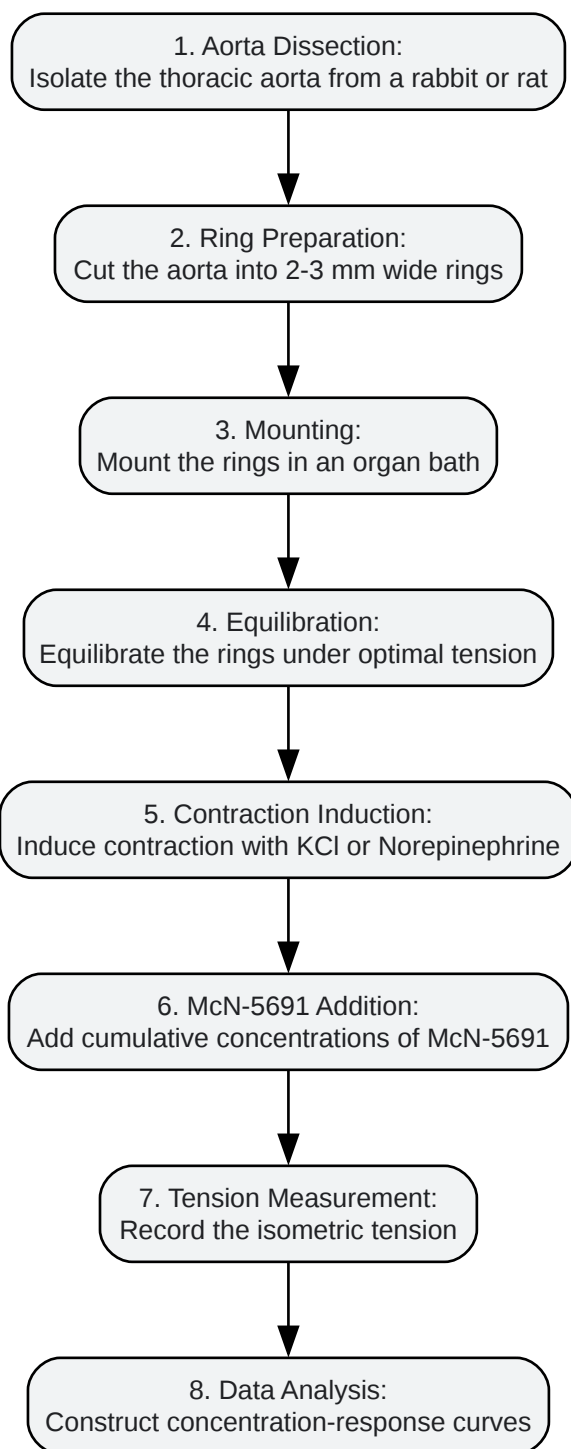 1. Aorta Dissection:
Isolate the thoracic aorta from a rabbit or rat
2. Ring Preparation:
Cut the aorta into 2-3 mm wide rings
3. Mounting:
Mount the rings in an organ bath
4. Equilibration:
Equilibrate the rings under optimal tension
5. Contraction Induction:
Induce contraction with KCl or Norepinephrine
6. McN-5691 Addition:
Add cumulative concentrations of McN-5691
7. Tension Measurement:
Record the isometric tension
8. Data Analysis:
Construct concentration-response curves